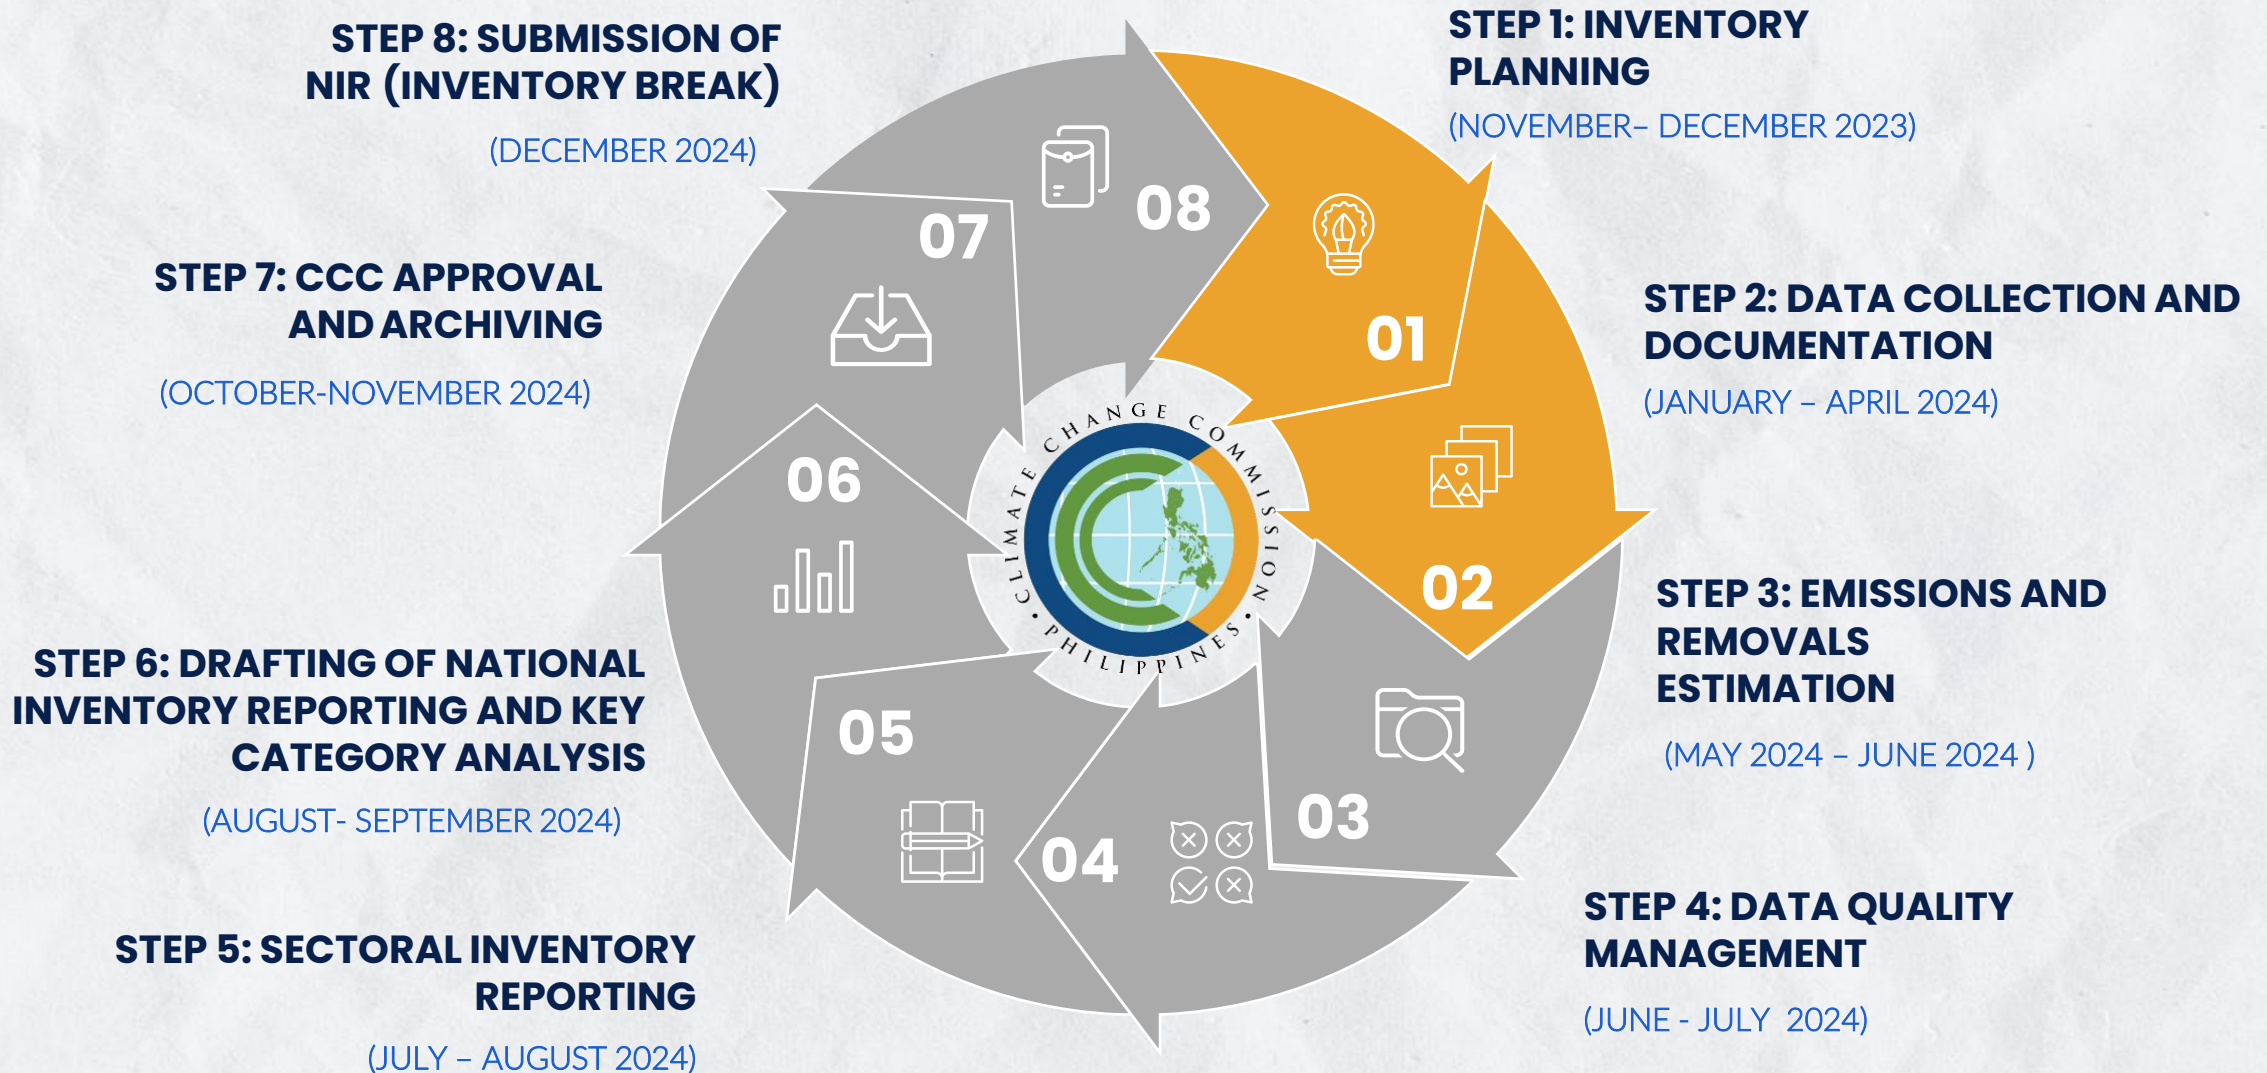 STEP 1: INVENTORY
PLANNING
(NOVEMBER– DECEMBER 2023)
STEP 2: DATA COLLECTION AND
DOCUMENTATION
(JANUARY – APRIL 2024)
STEP 3: EMISSIONS AND
REMOVALS
ESTIMATION
(MAY 2024 – JUNE 2024 )
STEP 4: DATA QUALITY
MANAGEMENT
(JUNE - JULY 2024)
STEP 5: SECTORAL INVENTORY
REPORTING
(JULY – AUGUST 2024)
STEP 6: DRAFTING OF NATIONAL
INVENTORY REPORTING AND KEY
CATEGORY ANALYSIS
(AUGUST- SEPTEMBER 2024)
STEP 7: CCC APPROVAL
AND ARCHIVING
(OCTOBER-NOVEMBER 2024)
STEP 8: SUBMISSION OF
NIR (INVENTORY BREAK)
(DECEMBER 2024)
01
02
03
04
05
06
07
08
CLIMATE CHANGE COMMISSION
• PHILIPPINES •